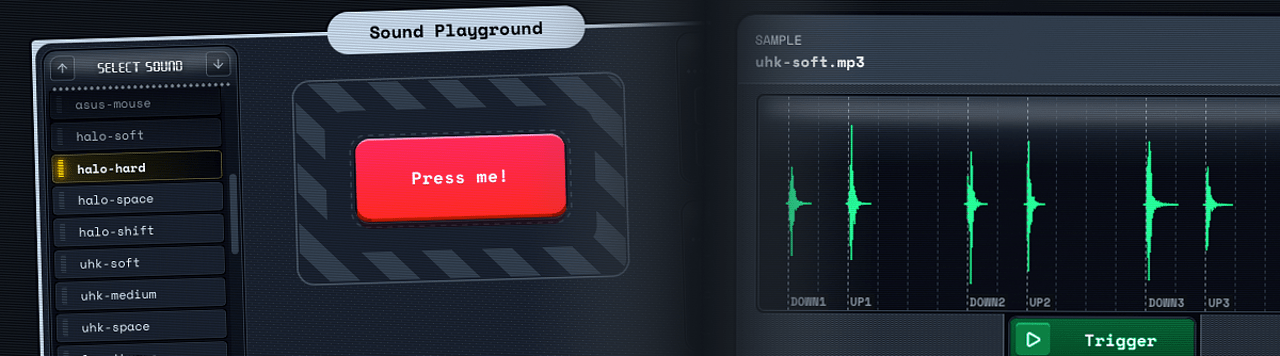 Sound Playground
SELECT SOUND
asus-mouse
halo-soft
halo-hard
halo-space
halo-shift
uhk-soft
uhk-medium
uhk-space
Press me!
SAMPLE
uhk-soft.mp3
DOWN1 UP1 DOWN2 UP2 DOWN3 UP3
Trigger